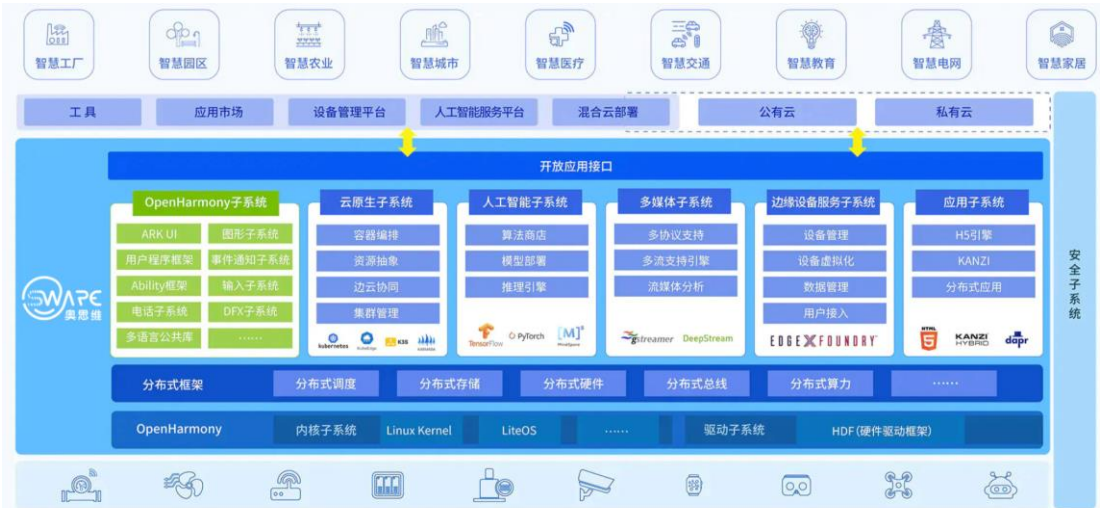 智慧工厂
智慧园区
智慧农业
智慧城市
智慧医疗
智慧交通
智慧教育
智慧电网
智慧家居
工具
应用市场
设备管理平台
人工智能服务平台
混合云部署
公有云
私有云
开放应用接口
OpenHarmony子系统
ARK UI
图形子系统
用户程序框架
事件通知子系统
Ability框架
输入子系统
电话子系统
DFX子系统
多语言公共库
……
云原生子系统
容器编排
资源抽象
边云协同
集群管理
kubernetes
K3S
人工智能子系统
算法商店
模型部署
推理引擎
TensorFlow
PyTorch
[M]s
MindSpore
多媒体子系统
多协议支持
多流支持引擎
流媒体分析
gstreamer
DeepStream
边缘设备服务子系统
设备管理
设备虚拟化
数据管理
用户接入
EDGE X FOUNDRY
应用子系统
H5引擎
KANZI
分布式应用
HTML
5
KANZI
HYBRID
dapr
SWAPE
奥思维
分布式框架
分布式调度
分布式存储
分布式硬件
分布式总线
分布式算力
……
OpenHarmony
内核子系统
Linux Kernel
LiteOS
……
驱动子系统
HDF(硬件驱动框架)
安全子系统